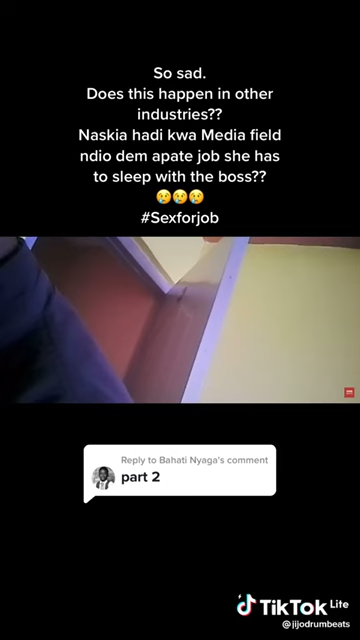 So sad.
Does this happen in other
industries??
Naskia hadi kwa Media field
ndio dem apate job she has
to sleep with the boss??
😢😢😢
#Sexforjob
Reply to Bahati Nyaga's comment
part 2
TikTok Lite
@jijodrumbeats